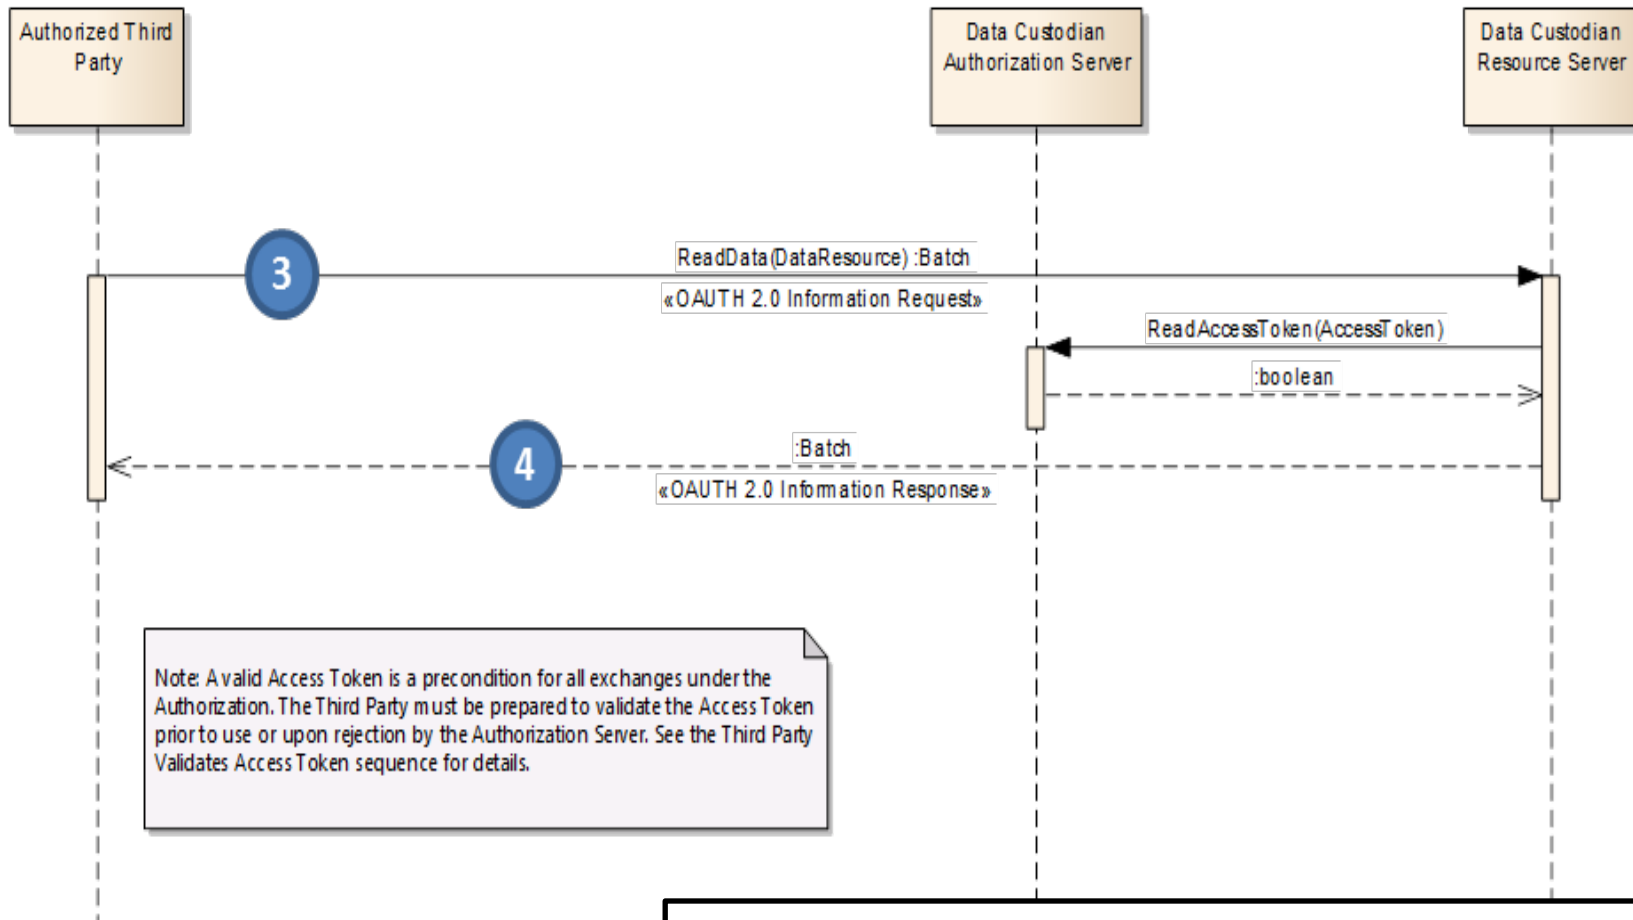 Authorized Third
Party
Data Custodian
Authorization Server
Data Custodian
Resource Server
3
ReadData(DataResource) :Batch
«OAUTH 2.0 Information Request»
ReadAccessToken(AccessToken)
:boolean
4
:Batch
«OAUTH 2.0 Information Response»
Note: A valid Access Token is a precondition for all exchanges under the
Authorization. The Third Party must be prepared to validate the Access Token
prior to use or upon rejection by the Authorization Server. See the Third Party
Validates Access Token sequence for details.